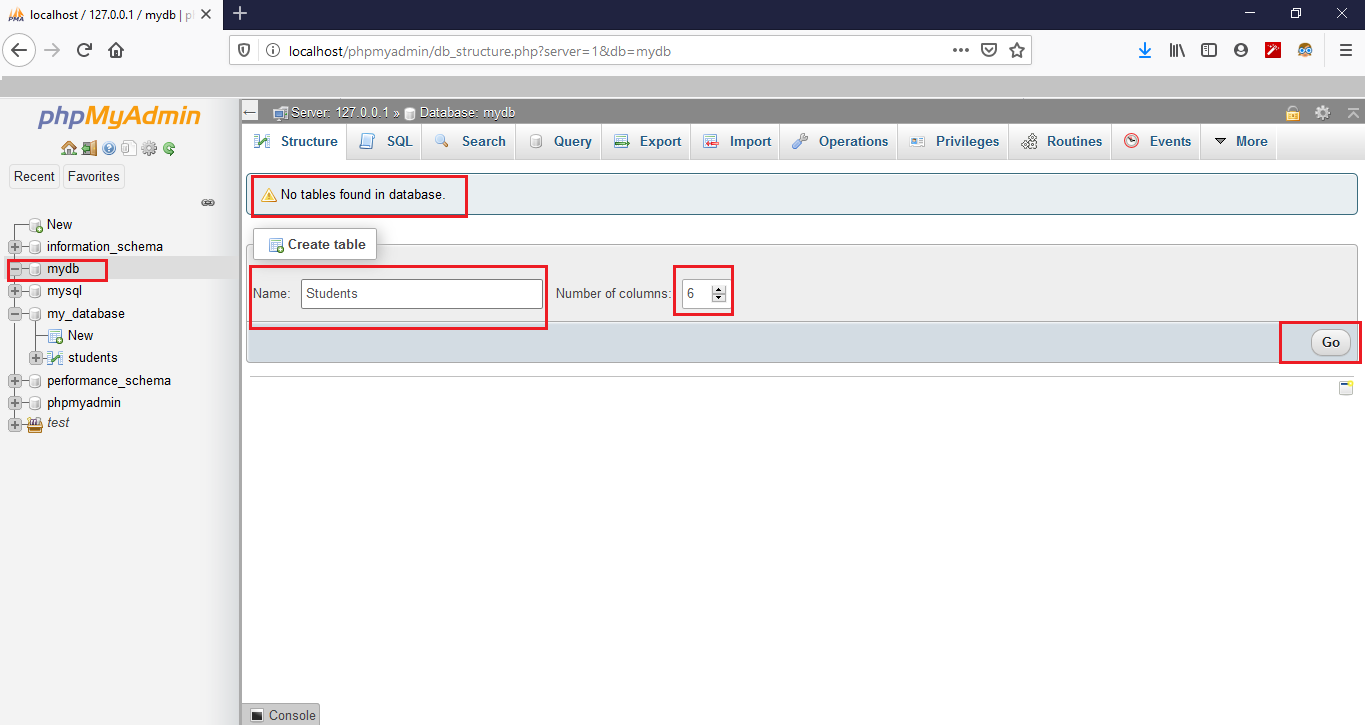 localhost / 127.0.0.1 / mydb | p
localhost/phpmyadmin/db_structure.php?server=1&db=mydb
phpMyAdmin
Recent Favorites
New
information_schema
mydb
mysql
my_database
New
students
performance_schema
phpmyadmin
test
Server: 127.0.0.1 » Database: mydb
Structure SQL Search Query Export Import Operations Privileges Routines Events More
No tables found in database.
Create table
Name: Students Number of columns: 6
Go
Console